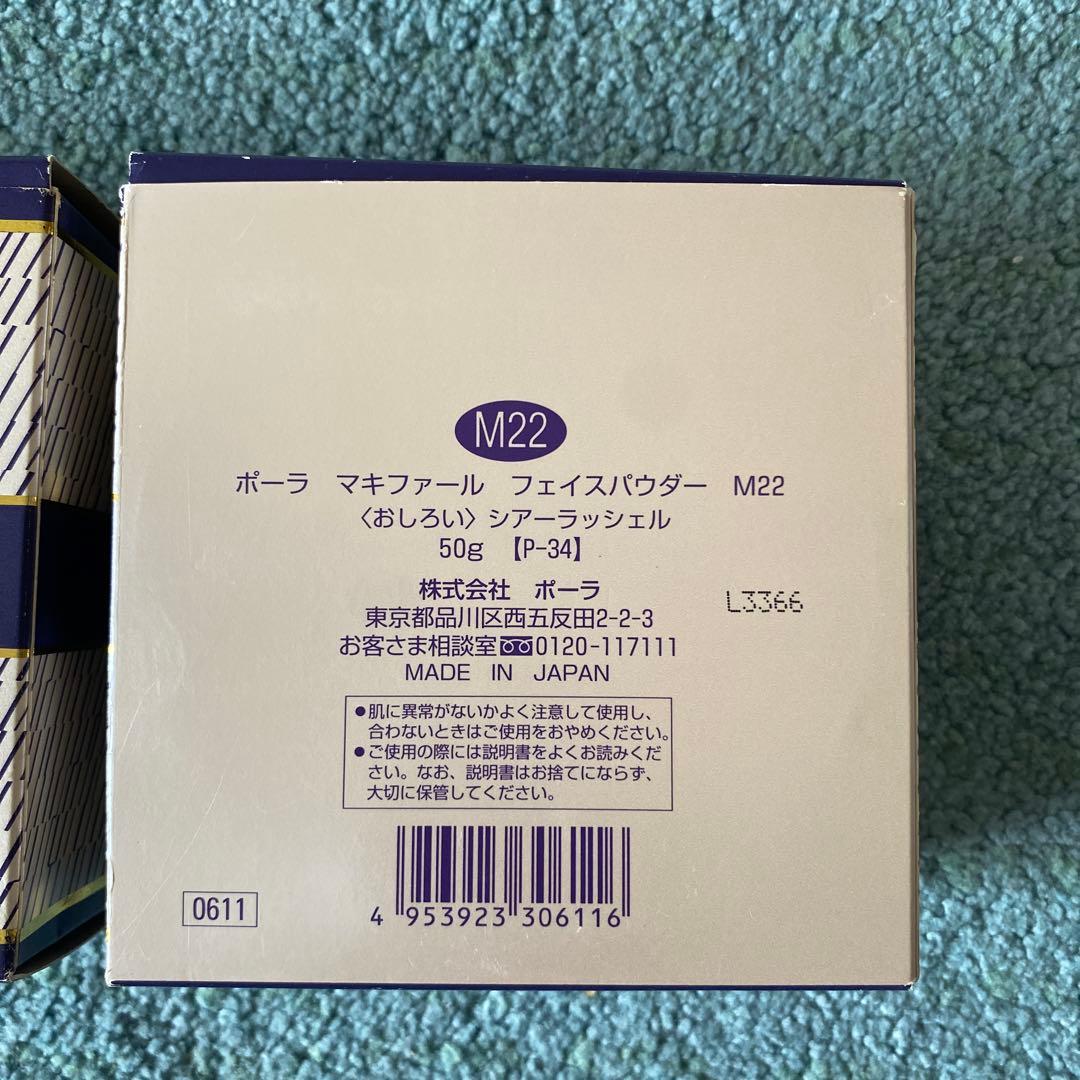 M22
ポーラ　マキファール　フェイスパウダー　M22
〈おしろい〉シアーラッシェル
50g　【P-34】
株式会社　ポーラ
東京都品川区西五反田2-2-3
お客さま相談室0120-117111
MADE IN JAPAN
L3366
●肌に異常がないかよく注意して使用し、
合わないときはご使用をおやめください。
●ご使用の際には説明書をよくお読みくだ
さい。なお、説明書はお捨てにならず、
大切に保管してください。
0611
4 953923 306116